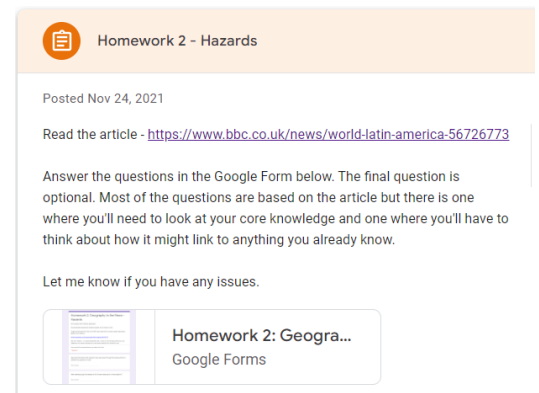 Homework 2 - Hazards
Posted Nov 24, 2021
Read the article - https://www.bbc.co.uk/news/world-latin-america-56726773
Answer the questions in the Google Form below. The final question is
optional. Most of the questions are based on the article but there is one
where you'll need to look at your core knowledge and one where you'll have to
think about how it might link to anything you already know.
Let me know if you have any issues.
Homework 2: Geogra...
Google Forms